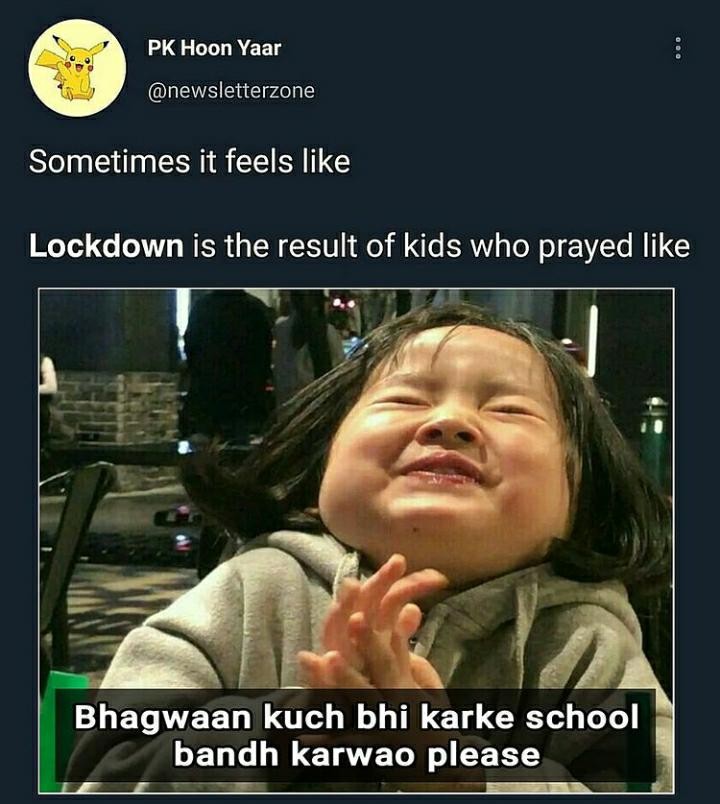 PK Hoon Yaar
@newsletterzone
Sometimes it feels like
Lockdown is the result of kids who prayed like
Bhagwaan kuch bhi karke school
bandh karwao please